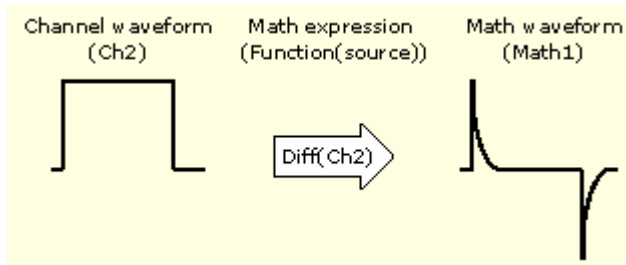 Channel waveform
(Ch2)
Math expression
(Function(source))
Math waveform
(Math1)
Diff(Ch2)